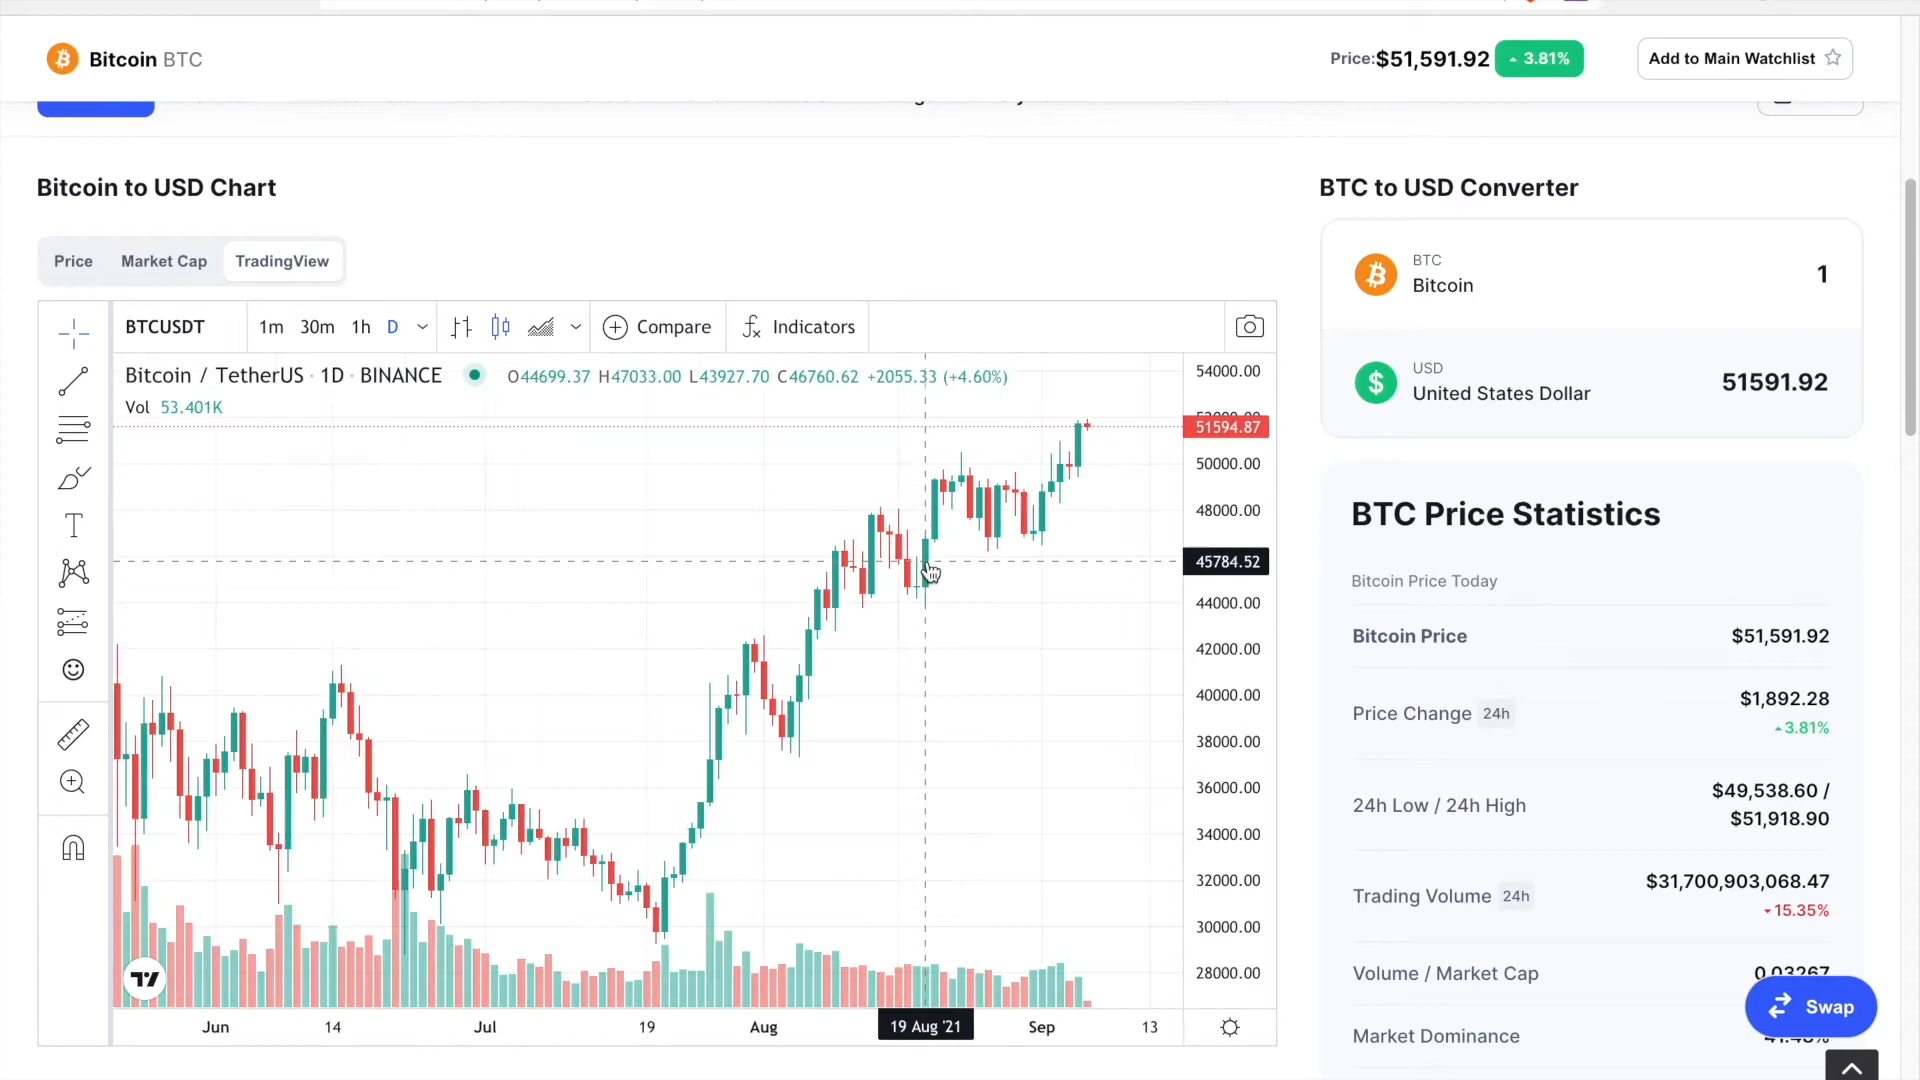 Bitcoin BTC
Price:$51,591.92 3.81%
Add to Main Watchlist
Bitcoin to USD Chart
BTC to USD Converter
Price Market Cap TradingView
BTC
Bitcoin
1
USD
United States Dollar
51591.92
BTCUSDT 1m 30m 1h D Compare Indicators
Bitcoin / TetherUS · 1D · BINANCE O44699.37 H47033.00 L43927.70 C46760.62 +2055.33 (+4.60%)
Vol 53.401K
54000.00
51594.87
50000.00
48000.00
45784.52
44000.00
42000.00
40000.00
38000.00
36000.00
34000.00
32000.00
30000.00
28000.00
Jun 14 Jul 19 Aug 19 Aug '21 Sep 13
BTC Price Statistics
Bitcoin Price Today
Bitcoin Price $51,591.92
Price Change 24h $1,892.28
3.81%
24h Low / 24h High $49,538.60 /
$51,918.90
Trading Volume 24h $31,700,903,068.47
15.35%
Volume / Market Cap 0.03267
Swap
Market Dominance